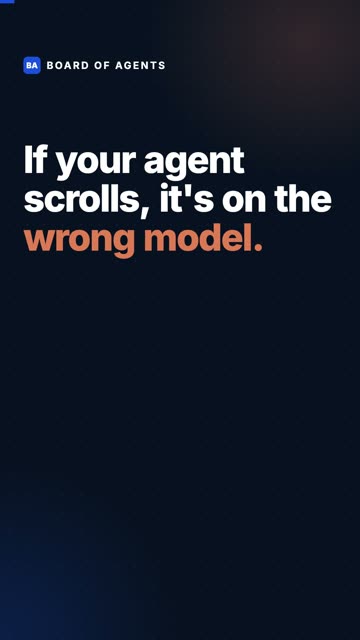 BA BOARD OF AGENTS
If your agent
scrolls, it's on the
wrong model.